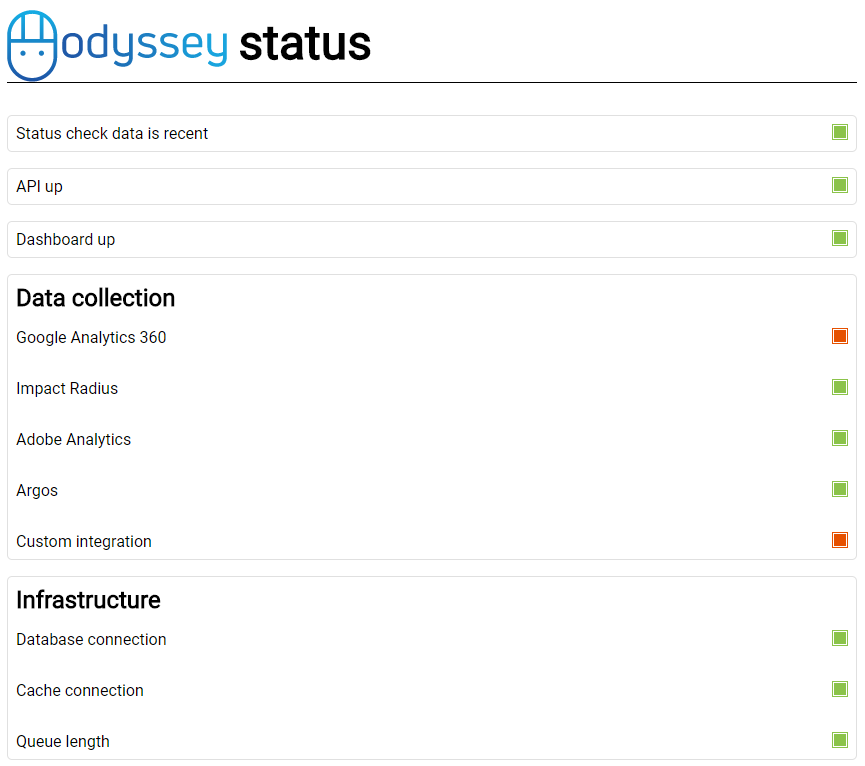 odyssey status
Status check data is recent
API up
Dashboard up
Data collection
Google Analytics 360
Impact Radius
Adobe Analytics
Argos
Custom integration
Infrastructure
Database connection
Cache connection
Queue length